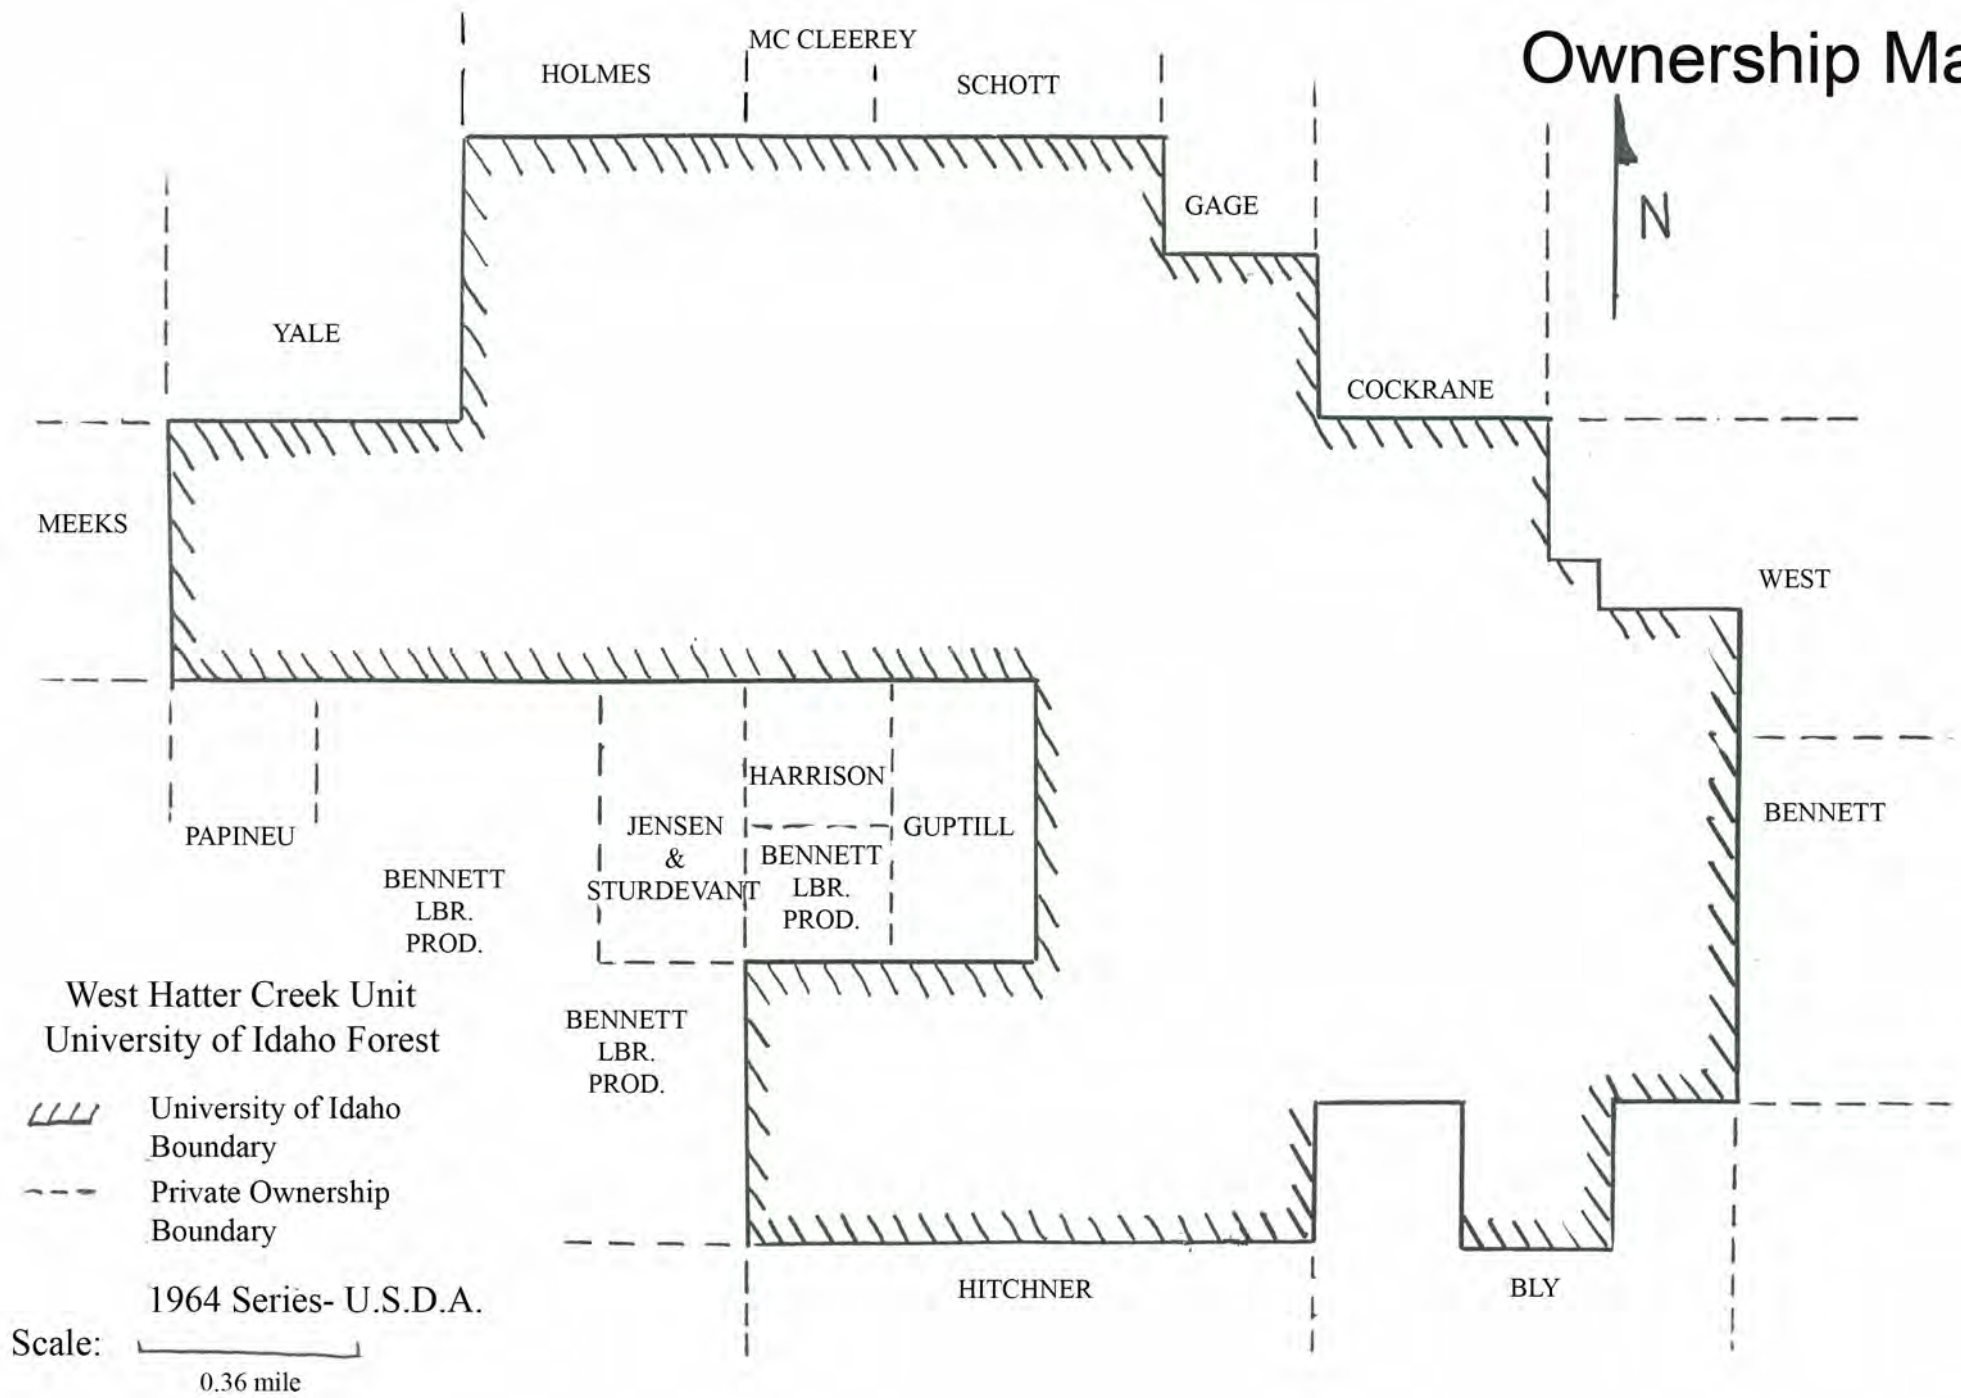 Ownership Ma
MC CLEEREY
HOLMES
SCHOTT
GAGE
N
YALE
COCKRANE
MEEKS
WEST
HARRISON
JENSEN
&
STURDEVANT
GUPTILL
BENNETT
PAPINEU
BENNETT
LBR.
PROD.
BENNETT
LBR.
PROD.
West Hatter Creek Unit
University of Idaho Forest
BENNETT
LBR.
PROD.
University of Idaho
Boundary
Private Ownership
Boundary
HITCHNER
BLY
1964 Series- U.S.D.A.
Scale:
0.36 mile